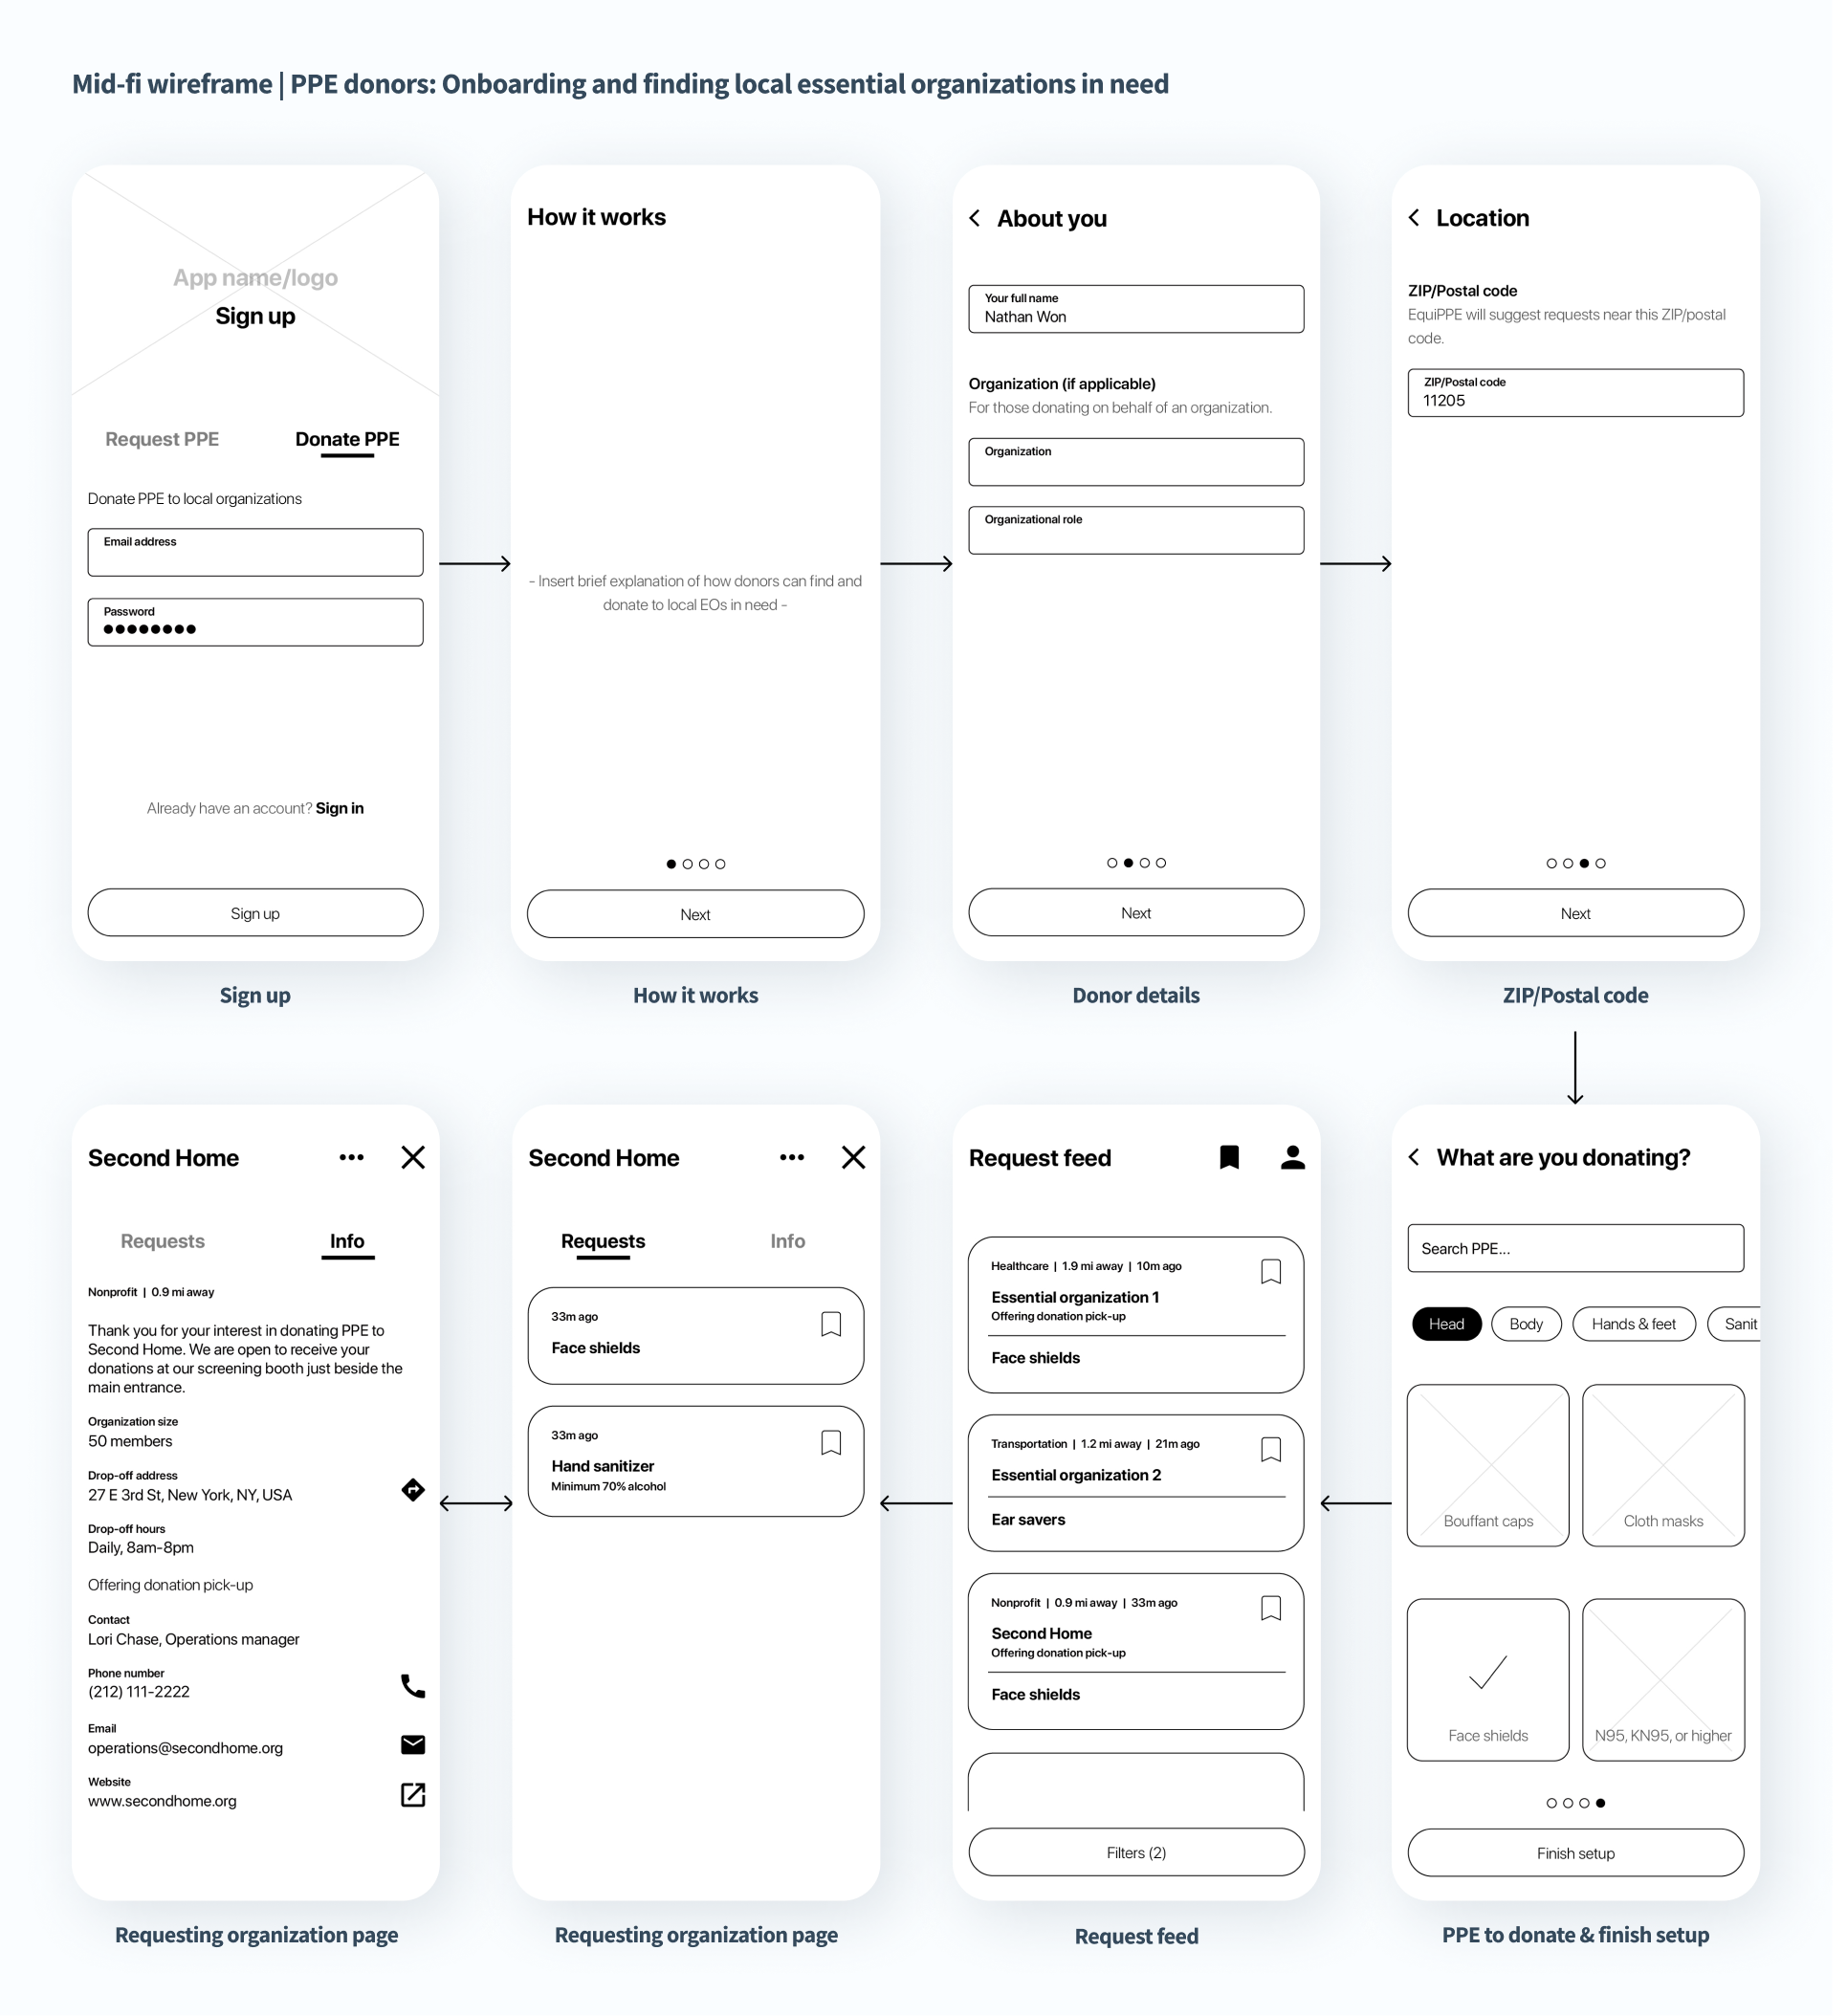 Mid-fi wireframe | PPE donors: Onboarding and finding local essential organizations in need
App name/logo
Sign up
Request PPE
Donate PPE
Donate PPE to local organizations
Email address
Password
Already have an account? Sign in
Sign up
Sign up
How it works
- Insert brief explanation of how donors can find and
donate to local EOs in need -
Next
How it works
About you
Your full name
Nathan Won
Organization (if applicable)
For those donating on behalf of an organization.
Organization
Organizational role
Next
Donor details
Location
ZIP/Postal code
EquiPPE will suggest requests near this ZIP/postal
code.
ZIP/Postal code
11205
Next
ZIP/Postal code
Second Home
Requests
Info
Nonprofit | 0.9 mi away
Thank you for your interest in donating PPE to
Second Home. We are open to receive your
donations at our screening booth just beside the
main entrance.
Organization size
50 members
Drop-off address
27 E 3rd St, New York, NY, USA
Drop-off hours
Daily, 8am-8pm
Offering donation pick-up
Contact
Lori Chase, Operations manager
Phone number
(212) 111-2222
Email
operations@secondhome.org
Website
www.secondhome.org
Requesting organization page
Second Home
Requests
Info
33m ago
Face shields
33m ago
Hand sanitizer
Minimum 70% alcohol
Requesting organization page
Request feed
Healthcare | 1.9 mi away | 10m ago
Essential organization 1
Offering donation pick-up
Face shields
Transportation | 1.2 mi away | 21m ago
Essential organization 2
Ear savers
Nonprofit | 0.9 mi away | 33m ago
Second Home
Offering donation pick-up
Face shields
Filters (2)
Request feed
What are you donating?
Search PPE...
Head
Body
Hands & feet
Sanit
Bouffant caps
Cloth masks
Face shields
N95, KN95, or higher
Finish setup
PPE to donate & finish setup